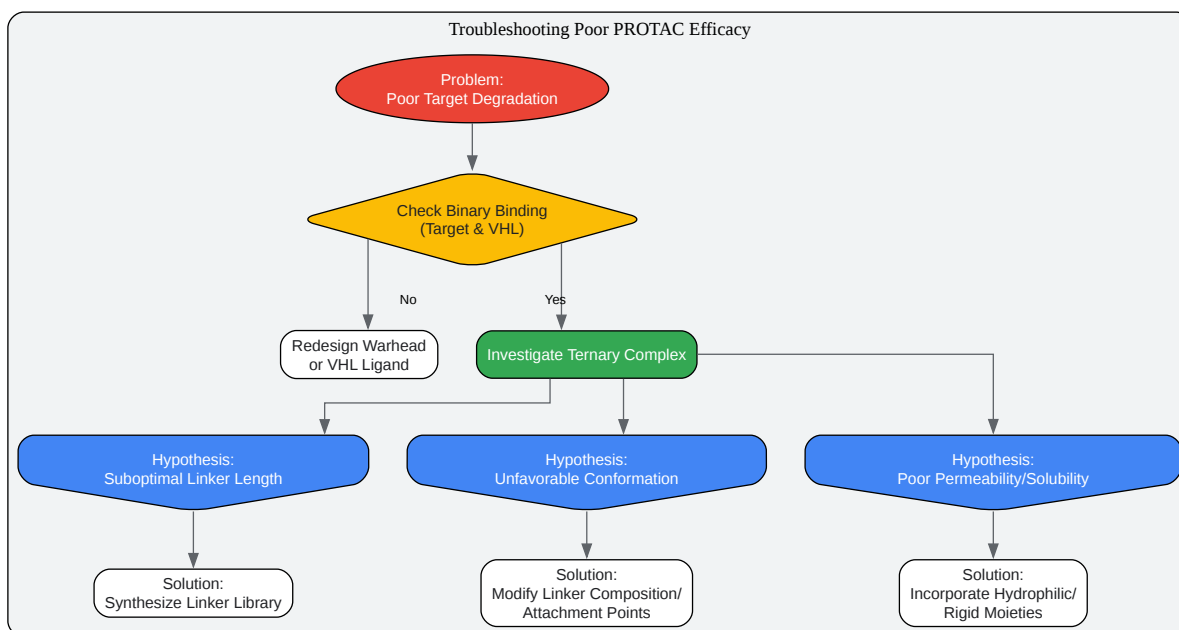 Troubleshooting Poor PROTAC Efficacy
Problem:
Poor Target Degradation
Check Binary Binding
(Target & VHL)
No
Yes
Redesign Warhead
or VHL Ligand
Investigate Ternary Complex
Hypothesis:
Suboptimal Linker Length
Hypothesis:
Unfavorable Conformation
Hypothesis:
Poor Permeability/Solubility
Solution:
Synthesize Linker Library
Solution:
Modify Linker Composition/
Attachment Points
Solution:
Incorporate Hydrophilic/
Rigid Moieties